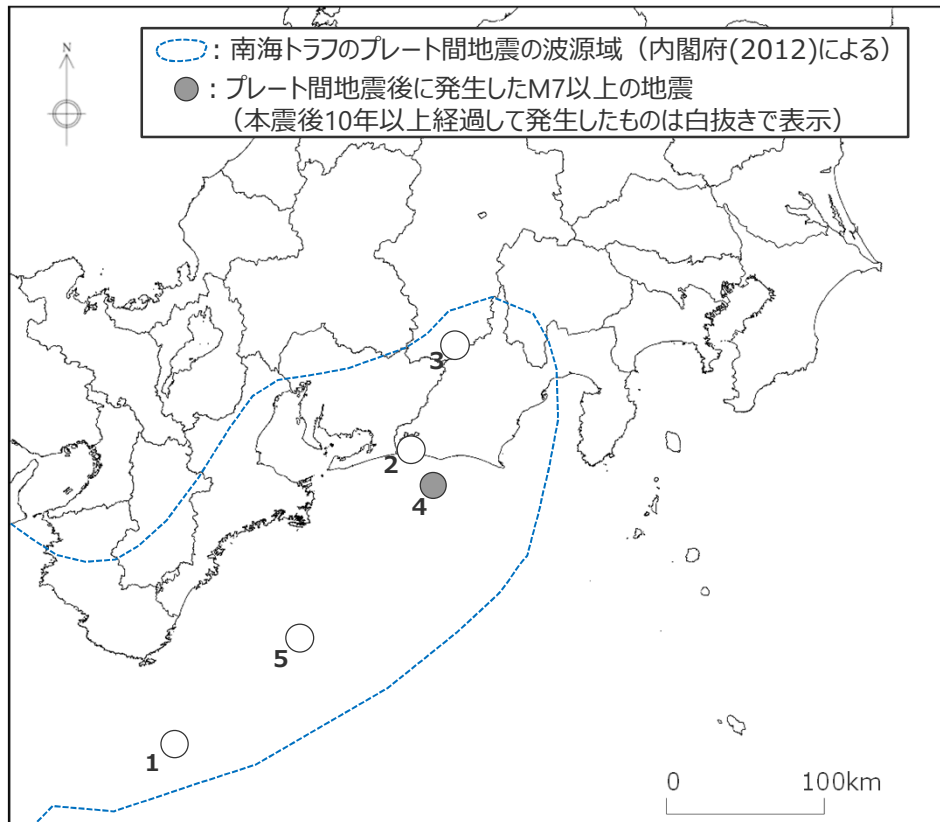 N
：南海トラフのプレート間地震の波源域（内閣府(2012)による）
：プレート間地震後に発生したM7以上の地震
（本震後10年以上経過して発生したものは白抜きで表示）
3
2
4
5
1
0 100km